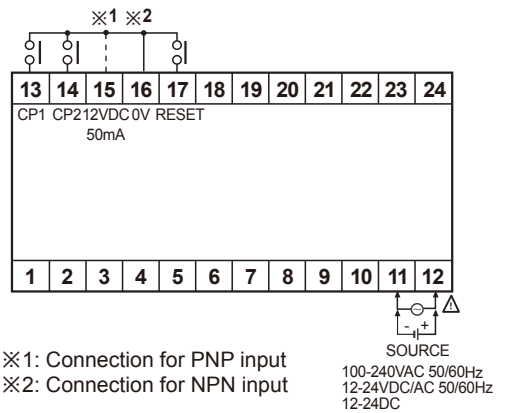 ※1 ※2
13 14 15 16 17 18 19 20 21 22 23 24
CP1 CP2 12VDC 0V RESET
50mA
1 2 3 4 5 6 7 8 9 10 11 12
- +
SOURCE
100-240VAC 50/60Hz
12-24VDC/AC 50/60Hz
12-24DC
※1: Connection for PNP input
※2: Connection for NPN input